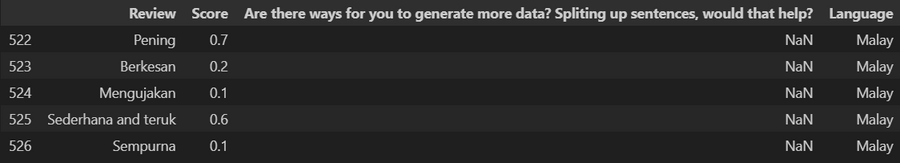 Review Score Are there ways for you to generate more data? Spliting up sentences, would that help? Language
522 Pening 0.7 NaN Malay
523 Berkesan 0.2 NaN Malay
524 Mengujakan 0.1 NaN Malay
525 Sederhana and teruk 0.6 NaN Malay
526 Sempurna 0.1 NaN Malay